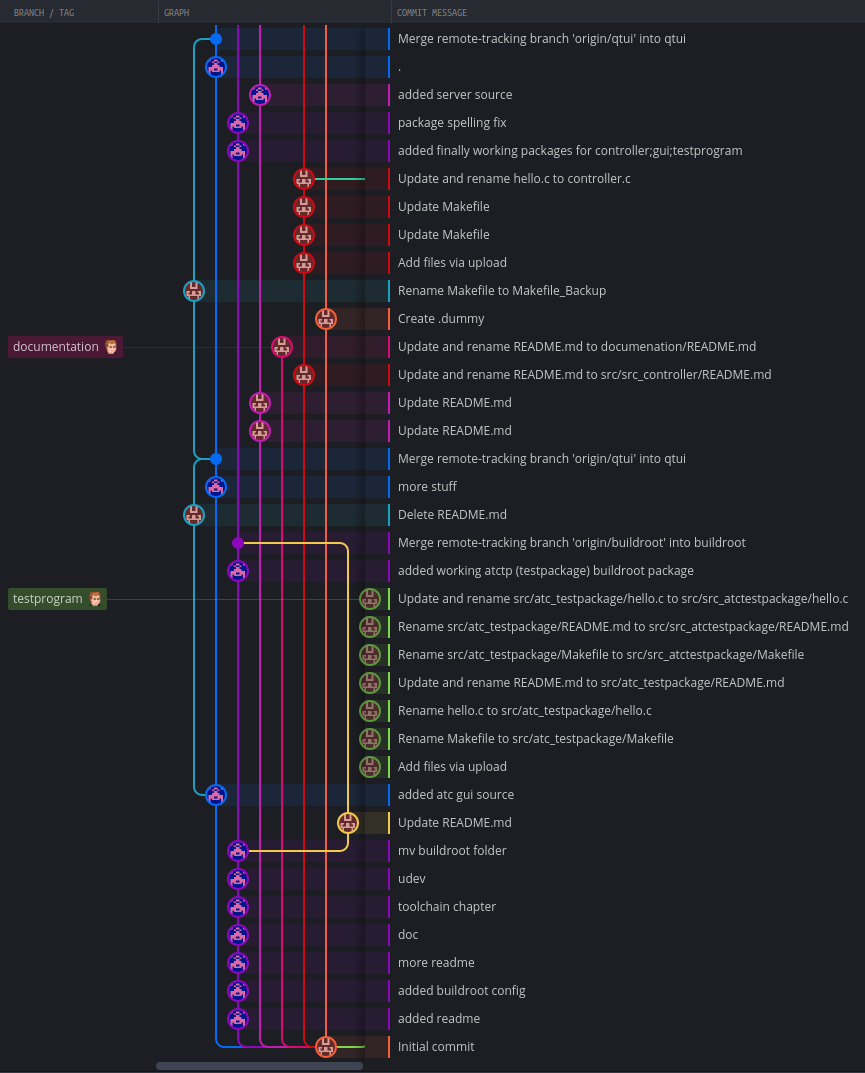 BRANCH / TAG GRAPH COMMIT MESSAGE
Merge remote-tracking branch 'origin/qtui' into qtui
.
added server source
package spelling fix
added finally working packages for controller;gui;testprogram
Update and rename hello.c to controller.c
Update Makefile
Update Makefile
Add files via upload
Rename Makefile to Makefile_Backup
Create .dummy
documentation Update and rename README.md to documenation/README.md
Update and rename README.md to src/src_controller/README.md
Update README.md
Update README.md
Merge remote-tracking branch 'origin/qtui' into qtui
more stuff
Delete README.md
Merge remote-tracking branch 'origin/buildroot' into buildroot
added working atctp (testpackage) buildroot package
testprogram Update and rename src/atc_testpackage/hello.c to src/src_atctestpackage/hello.c
Rename src/atc_testpackage/README.md to src/src_atctestpackage/README.md
Rename src/atc_testpackage/Makefile to src/src_atctestpackage/Makefile
Update and rename README.md to src/atc_testpackage/README.md
Rename hello.c to src/atc_testpackage/hello.c
Rename Makefile to src/atc_testpackage/Makefile
Add files via upload
added atc gui source
Update README.md
mv buildroot folder
udev
toolchain chapter
doc
more readme
added buildroot config
added readme
Initial commit